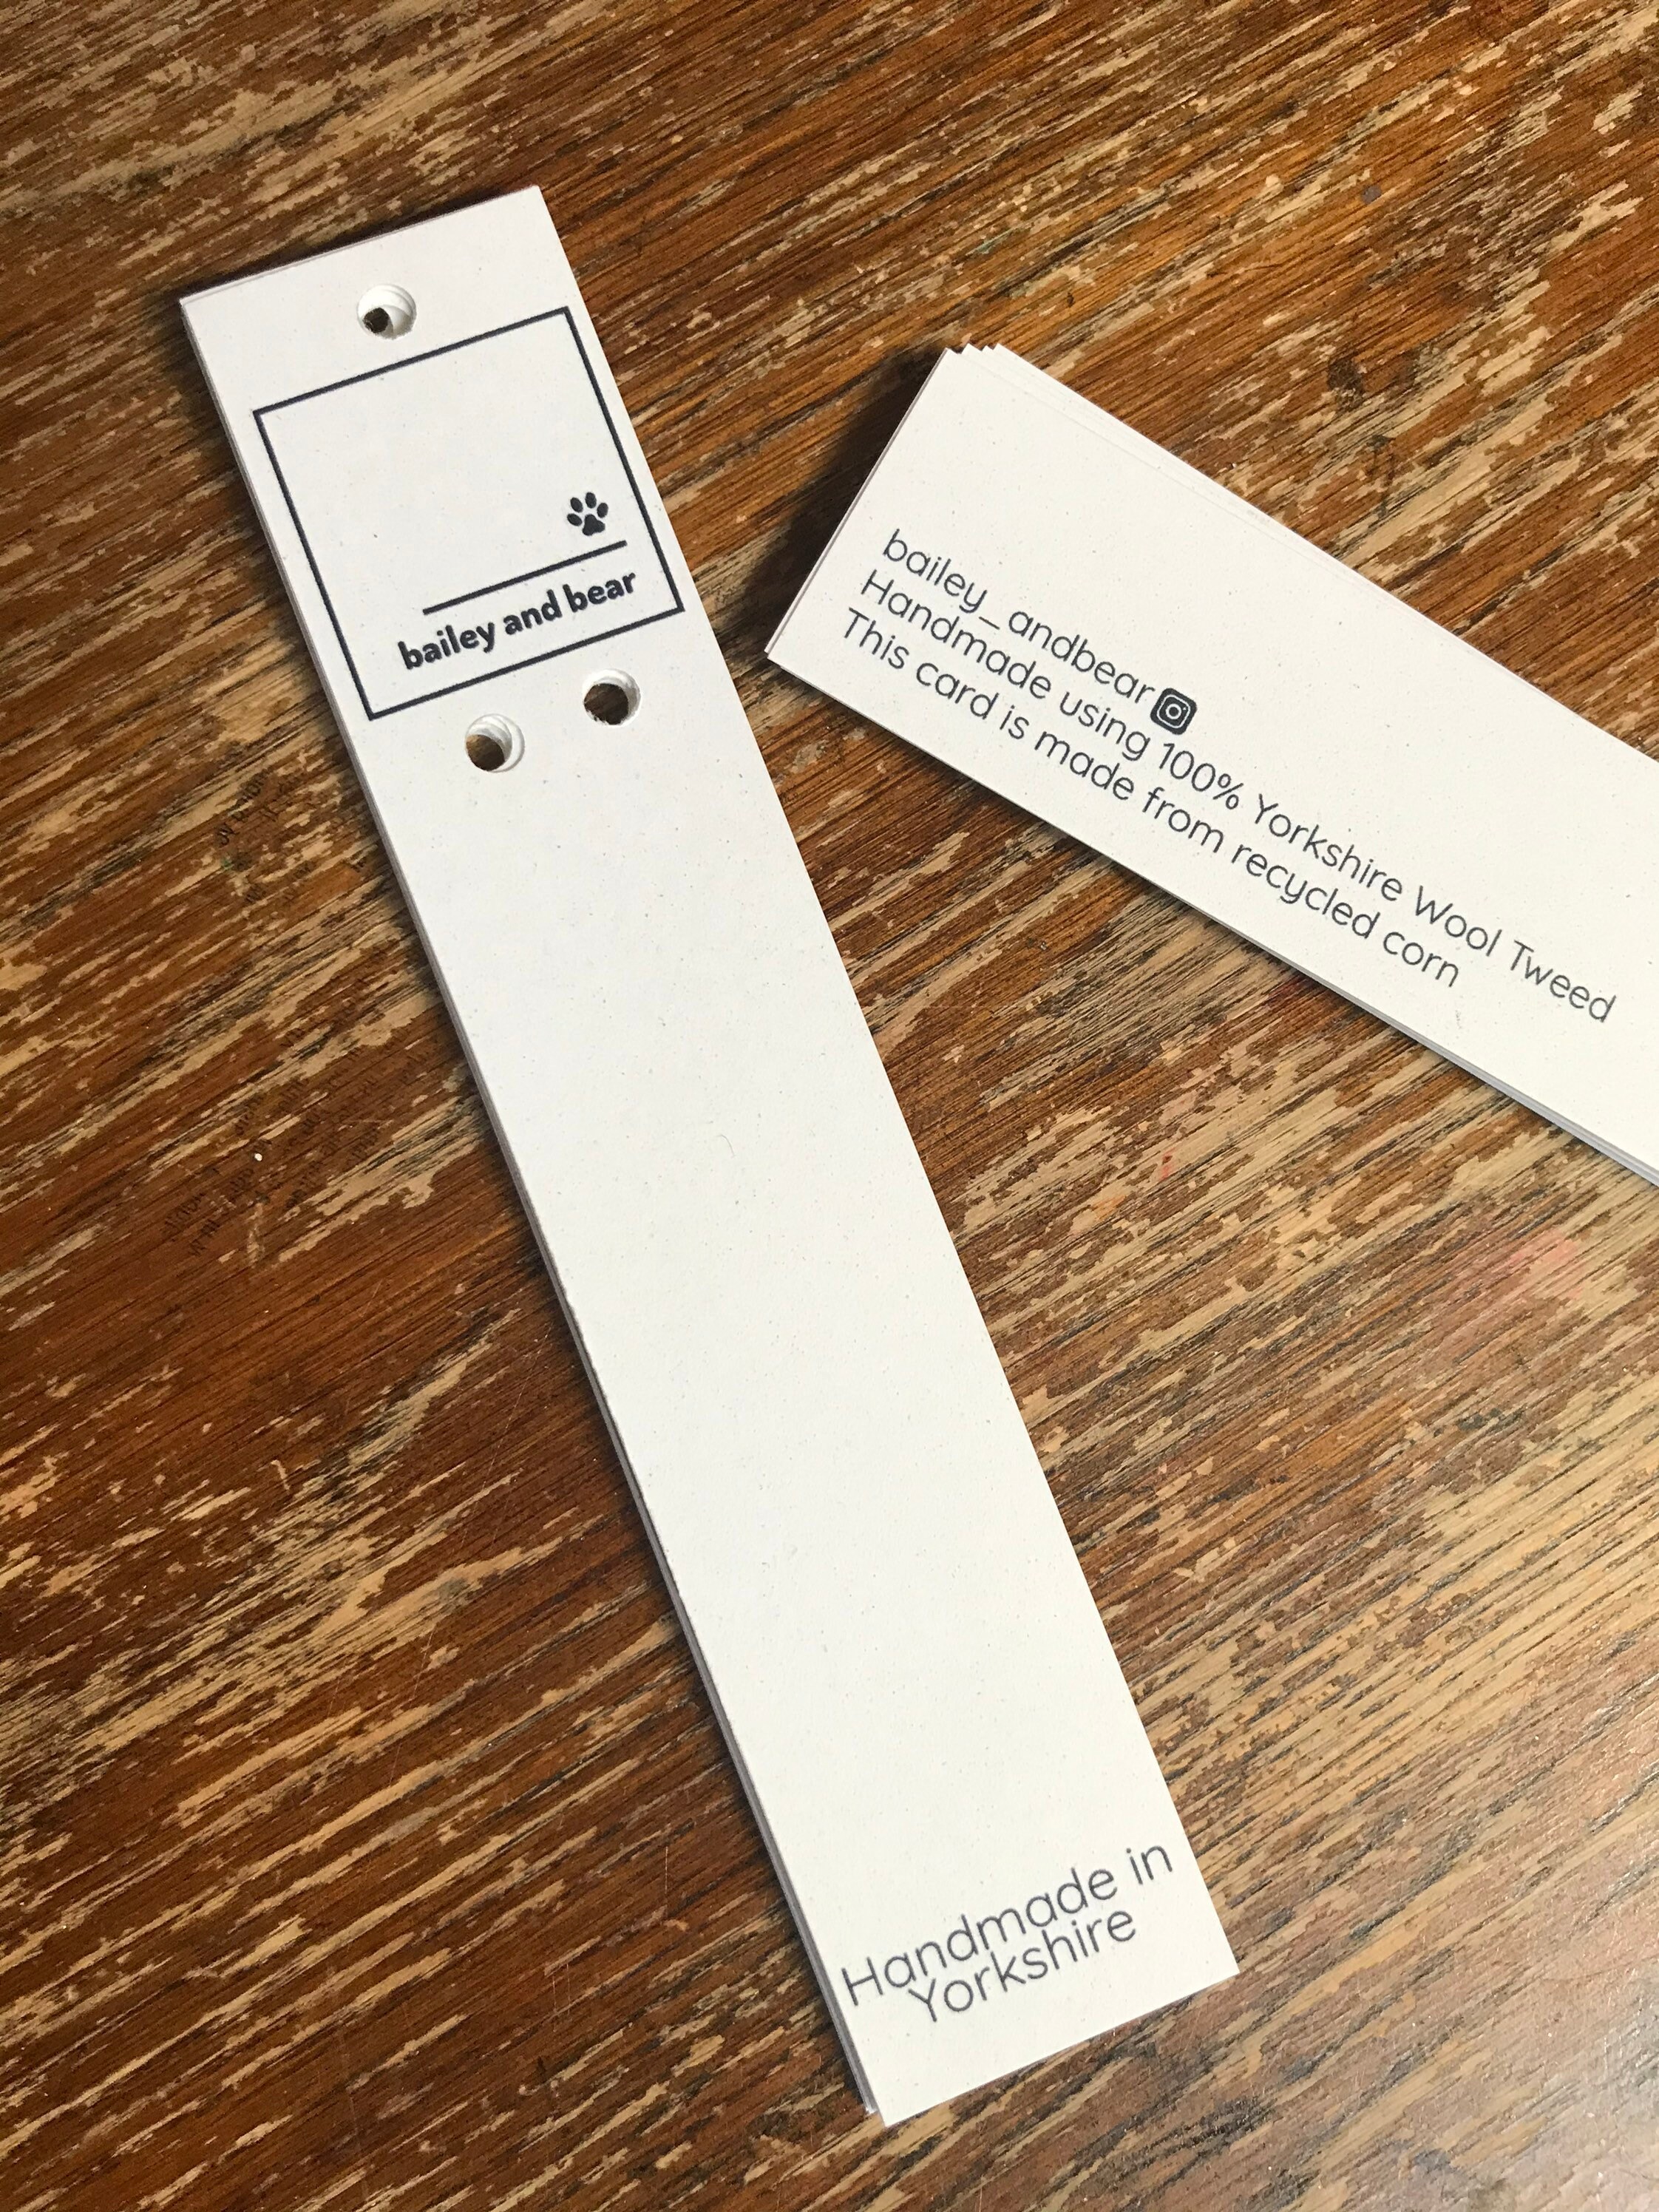 bailey and bear
Handmade in
Yorkshire
bailey_andbear
Handmade using 100% Yorkshire Wool Tweed
This card is made from recycled corn